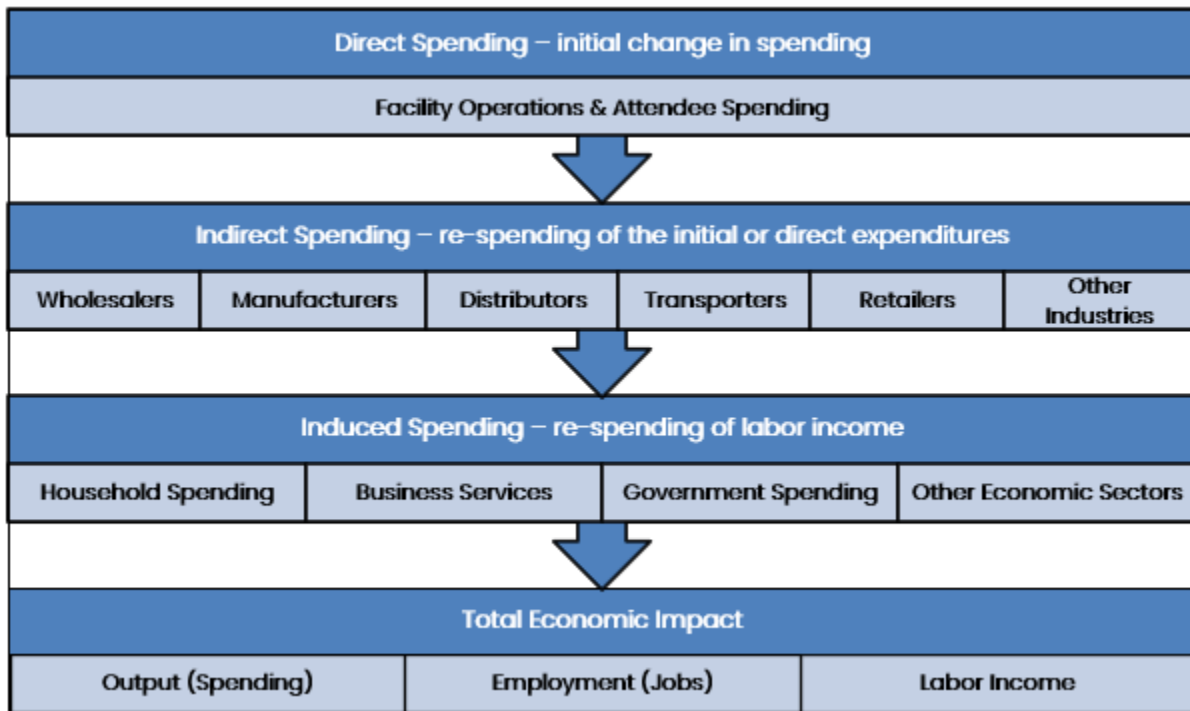 Direct Spending – initial change in spending
Facility Operations & Attendee Spending
Indirect Spending – re-spending of the initial or direct expenditures
Wholesalers
Manufacturers
Distributors
Transporters
Retailers
Other
Industries
Induced Spending – re-spending of labor income
Household Spending
Business Services
Government Spending
Other Economic Sectors
Total Economic Impact
Output (Spending)
Employment (Jobs)
Labor Income